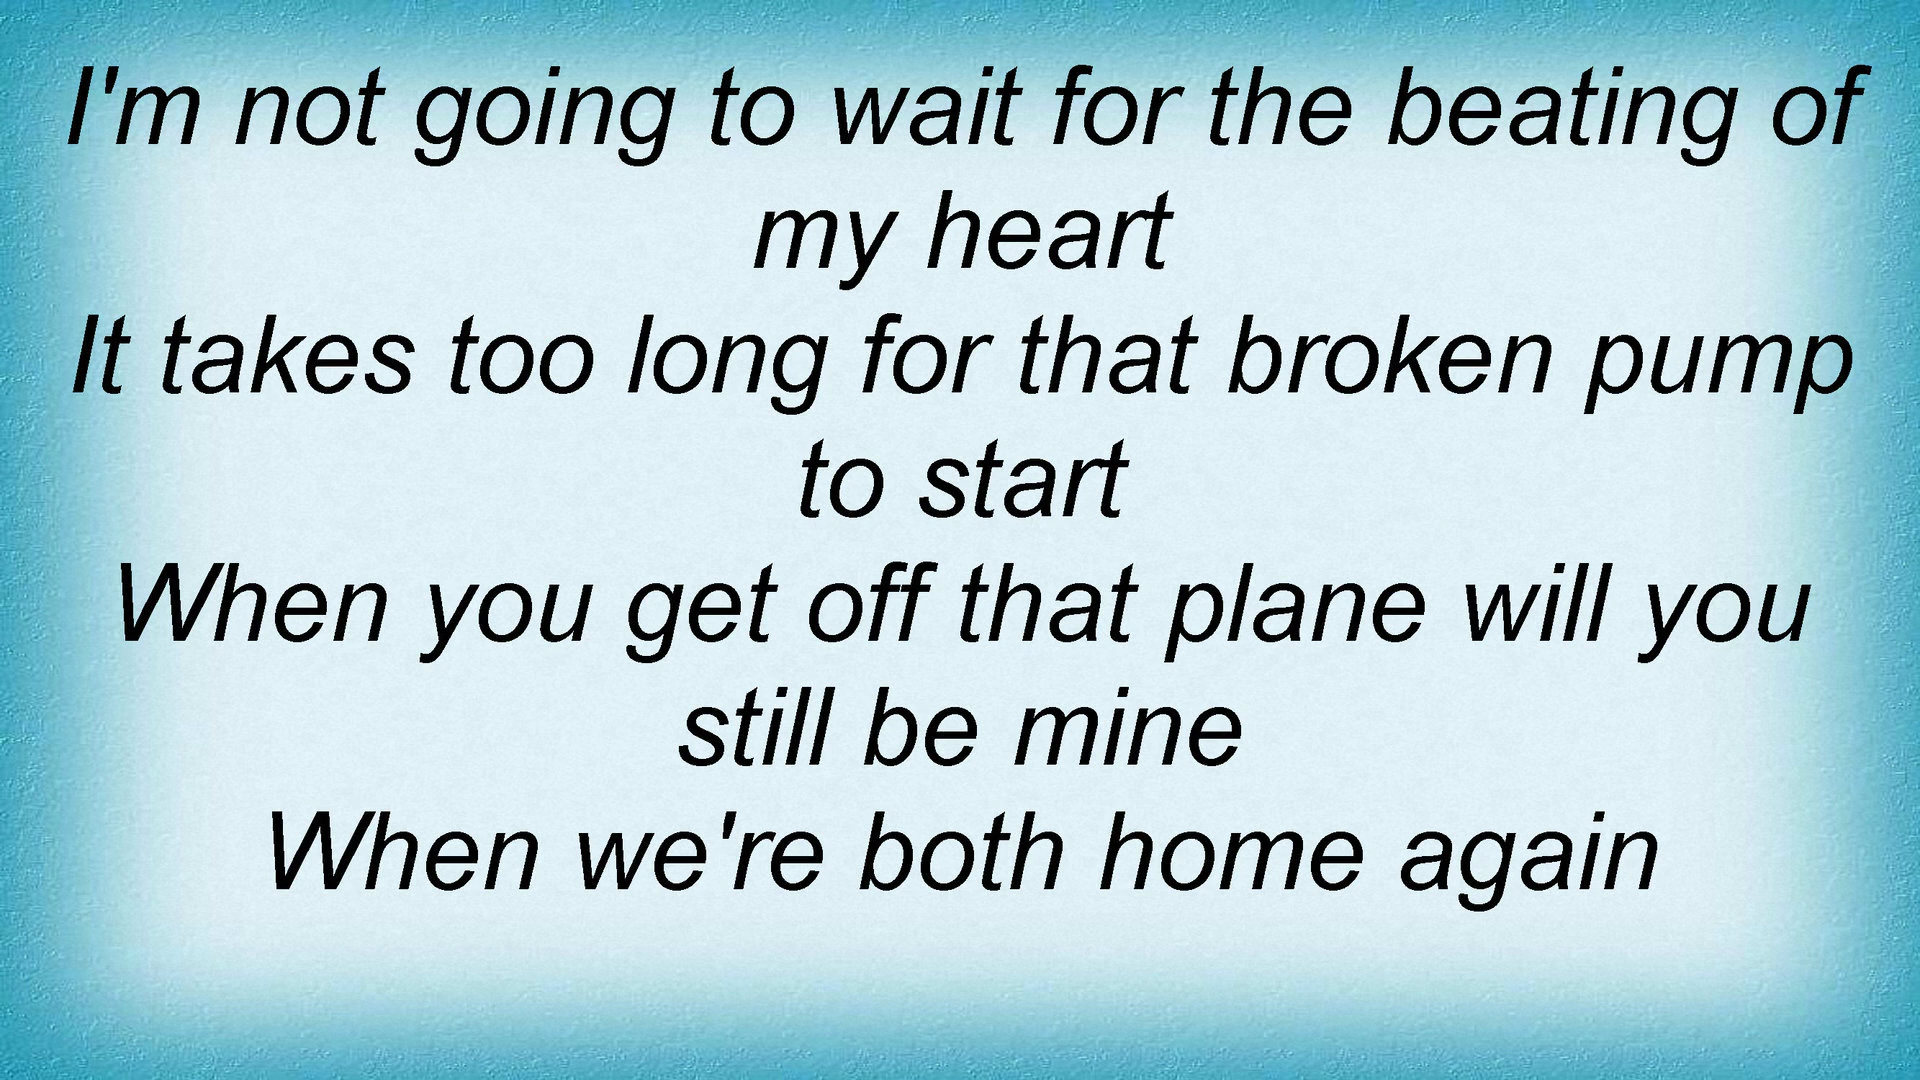 I'm not going to wait for the beating of
my heart
It takes too long for that broken pump
to start
When you get off that plane will you
still be mine
When we're both home again